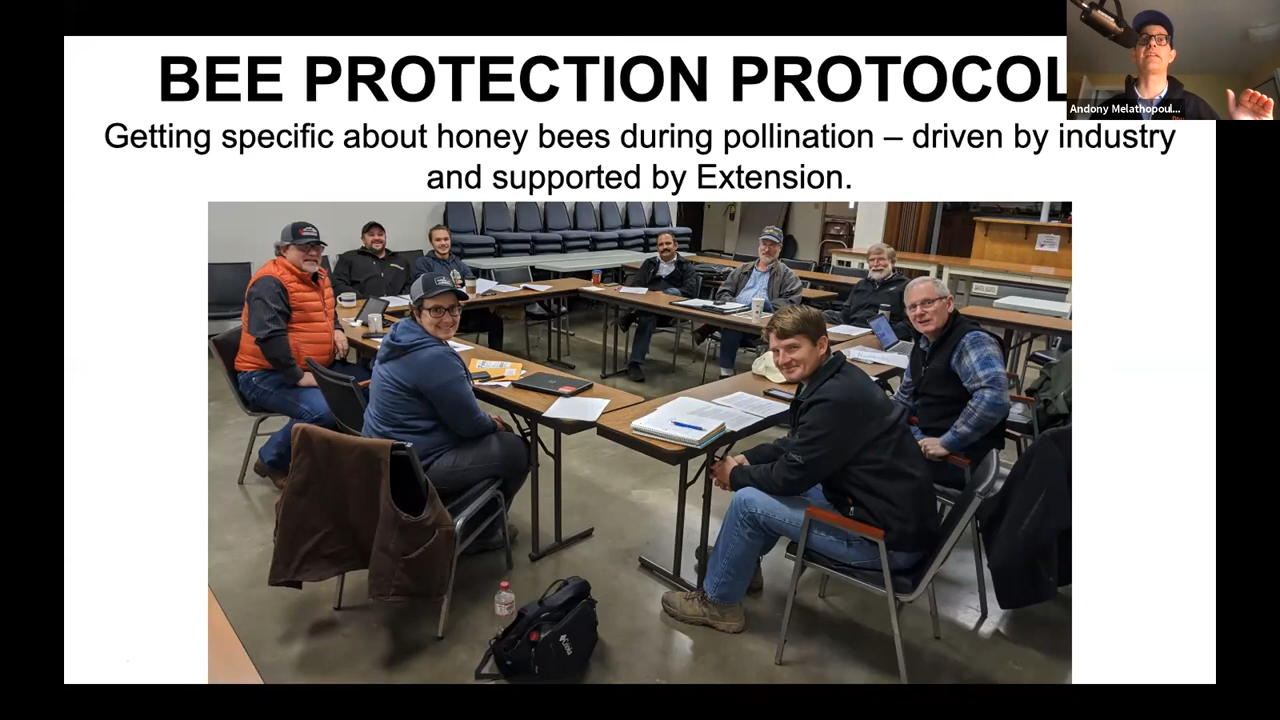 BEE PROTECTION PROTOCOL
Getting specific about honey bees during pollination – driven by industry
and supported by Extension.
Andony Melathopoul...
Columbia